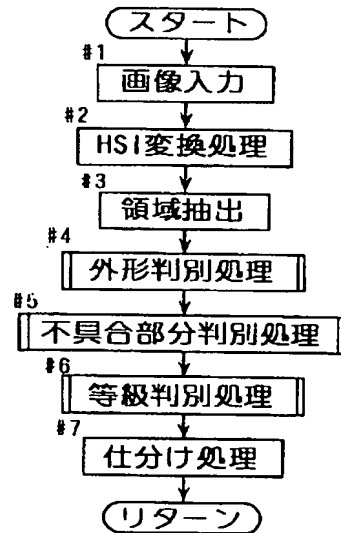 スタート
#1
画像入力
#2
HSI変換処理
#3
領域抽出
#4
外形判別処理
#5
不具合部分判別処理
#6
等級判別処理
#7
仕分け処理
リターン